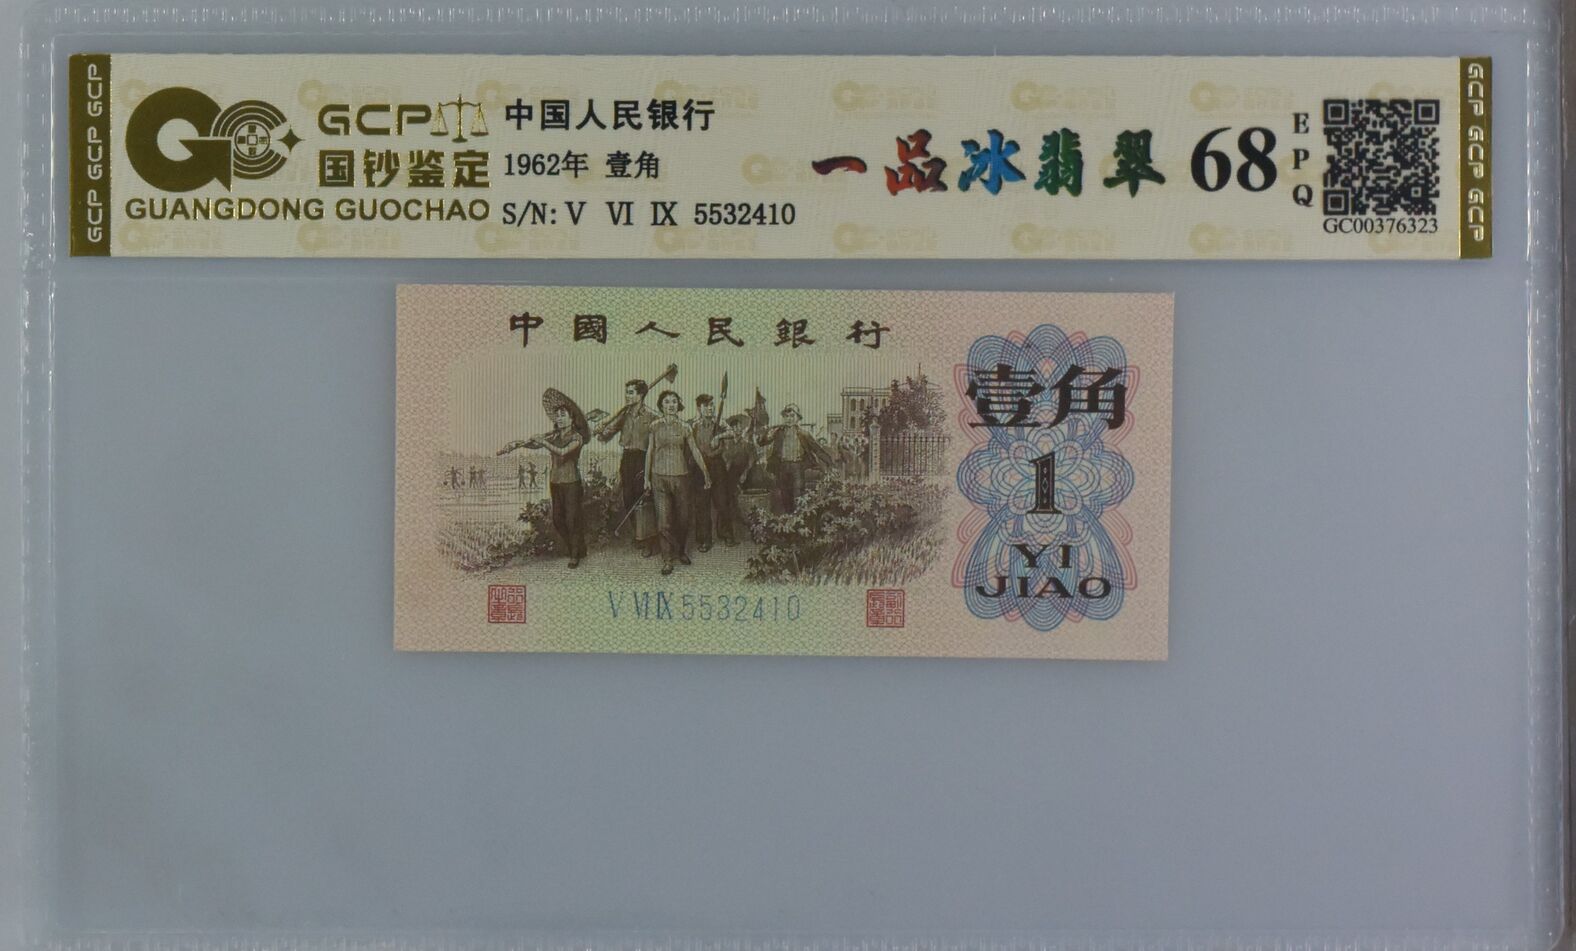 GCP GCP GCP
GCP
国钞鉴定
GUANGDONG GUOCHAO
中国人民银行
1962年 壹角
S/N: V VI IX 5532410
一品冰翡翠
68
EPQ
GC00376323
GCP GCP GCP
中國人民銀行
壹角
1
YI
JIAO
V VI IX 5532410